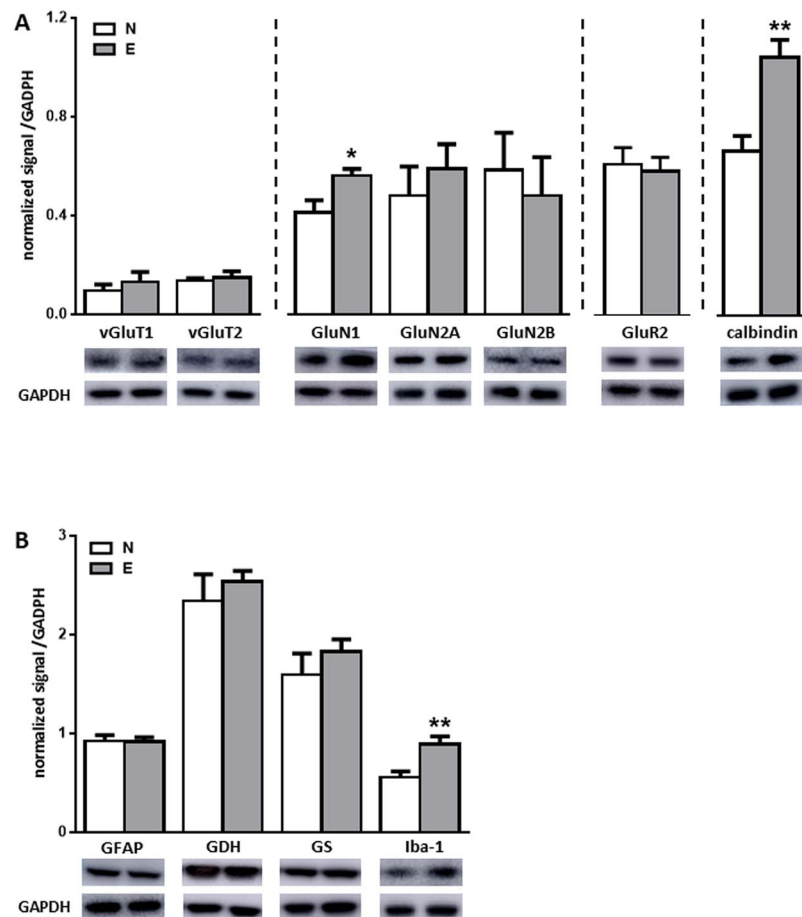 A
1.2
N
**
E
normalized signal /GADPH
0.8
*
0.4
0.0
vGluT1 vGluT2 GluN1 GluN2A GluN2B GluR2 calbindin
GAPDH
B
3
N
E
normalized signal /GADPH
2
**
1
0
GFAP GDH GS Iba-1
GAPDH